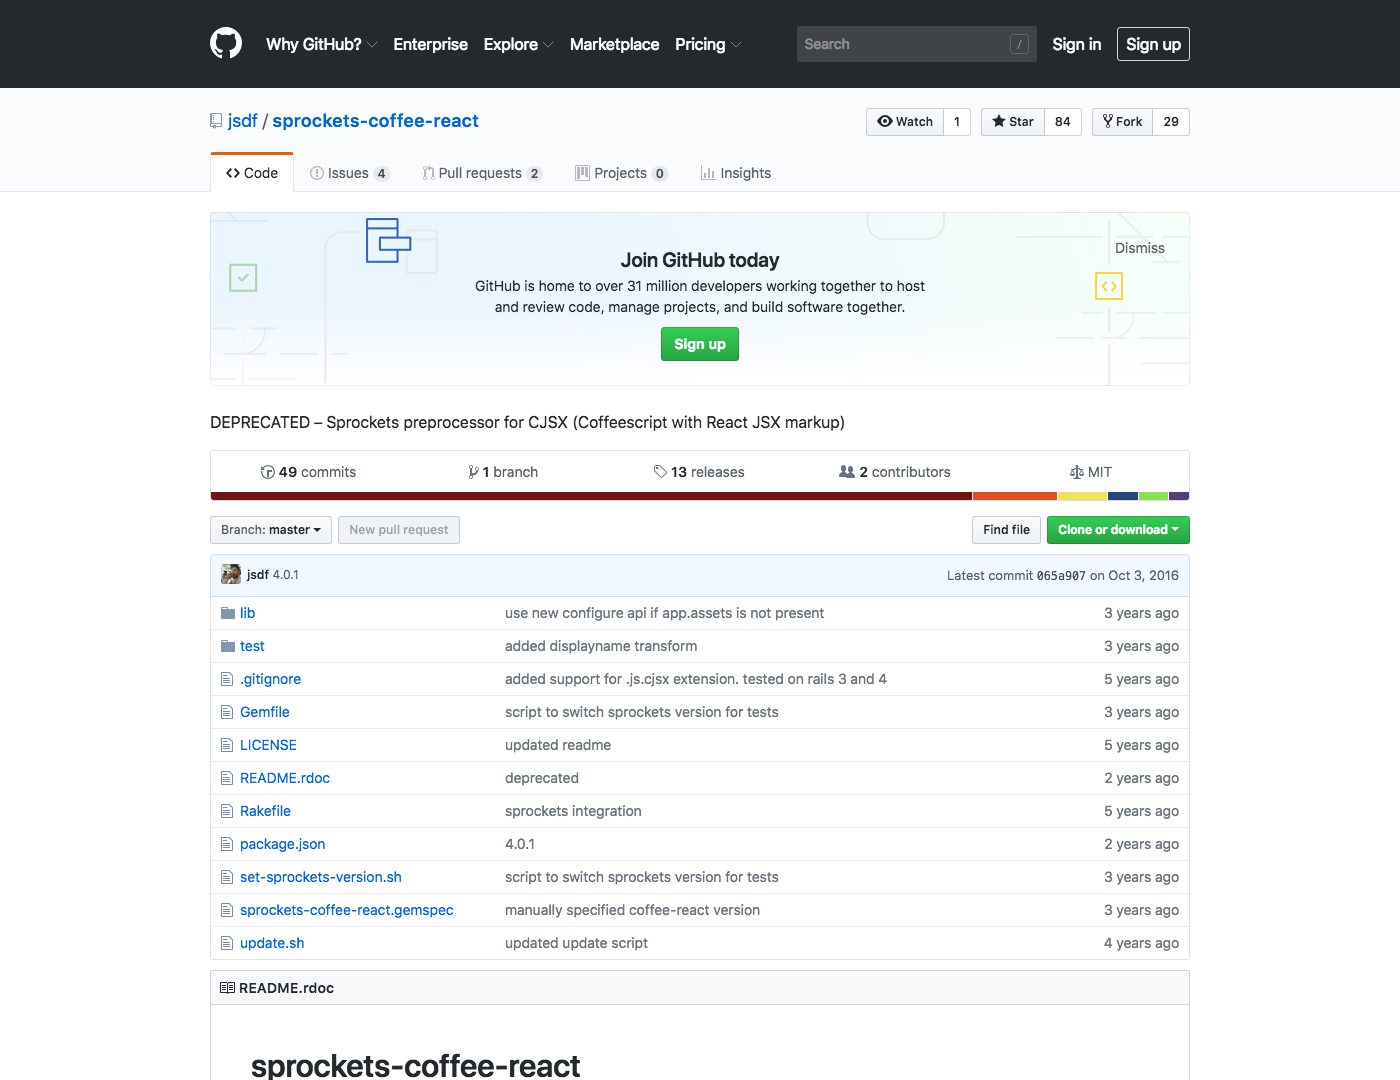 Why GitHub? Enterprise Explore Marketplace Pricing Search / Sign in Sign up
jsdf / sprockets-coffee-react Watch 1 Star 84 Fork 29
Code Issues 4 Pull requests 2 Projects 0 Insights
Dismiss
Join GitHub today
GitHub is home to over 31 million developers working together to host
and review code, manage projects, and build software together.
Sign up
DEPRECATED – Sprockets preprocessor for CJSX (Coffeescript with React JSX markup)
49 commits 1 branch 13 releases 2 contributors MIT
Branch: master New pull request Find file Clone or download
jsdf 4.0.1 Latest commit 065a907 on Oct 3, 2016
lib use new configure api if app.assets is not present 3 years ago
test added displayname transform 3 years ago
.gitignore added support for .js.cjsx extension. tested on rails 3 and 4 5 years ago
Gemfile script to switch sprockets version for tests 3 years ago
LICENSE updated readme 5 years ago
README.rdoc deprecated 2 years ago
Rakefile sprockets integration 5 years ago
package.json 4.0.1 2 years ago
set-sprockets-version.sh script to switch sprockets version for tests 3 years ago
sprockets-coffee-react.gemspec manually specified coffee-react version 3 years ago
update.sh updated update script 4 years ago
README.rdoc
sprockets-coffee-react